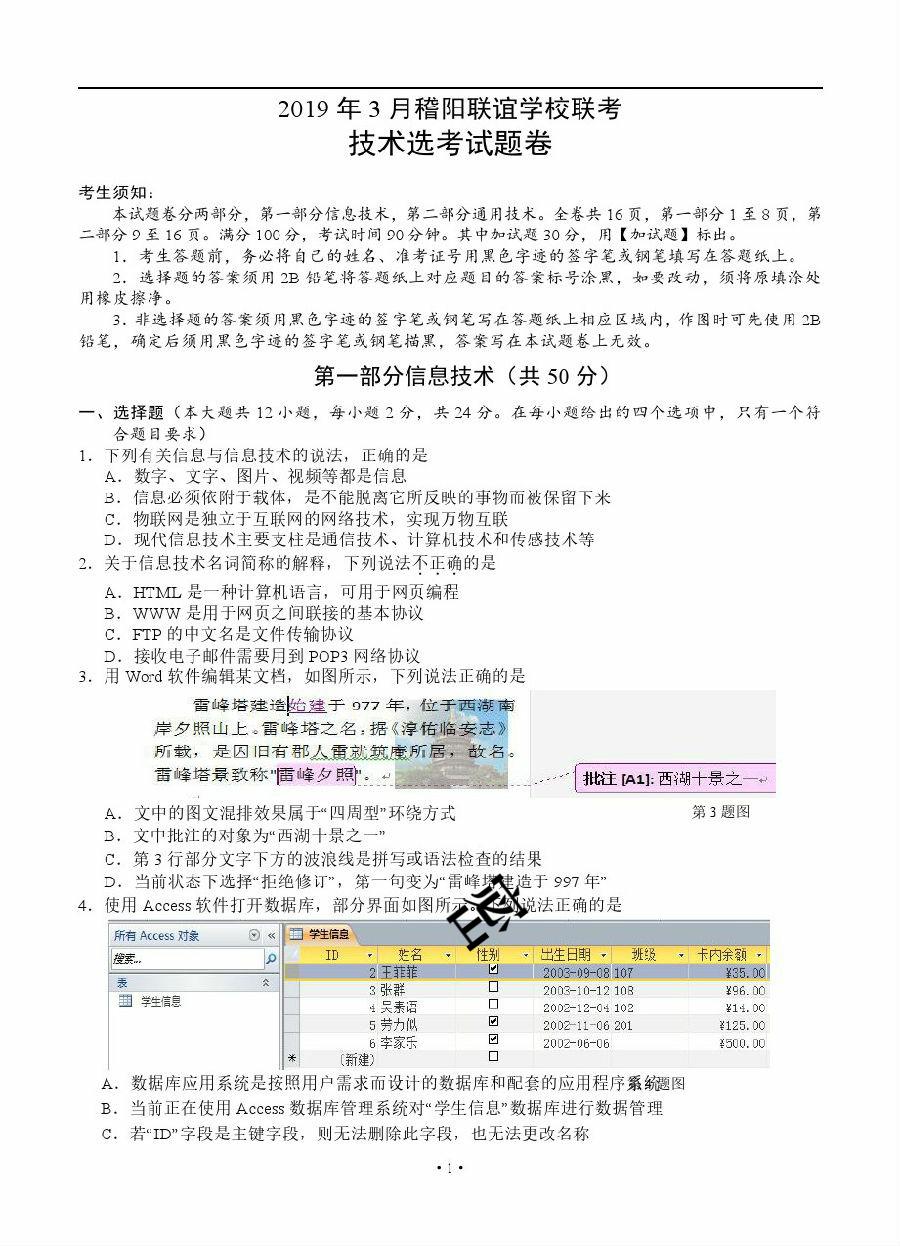 2019 年 3 月稽阳联谊学校联考
技术选考试题卷
考生须知：
本试题卷分两部分，第一部分信息技术，第二部分通用技术。全卷共 16 页，第一部分 1 至 8 页，第
二部分 9 至 16 页。满分 100 分，考试时间 90 分钟。其中加试题 30 分，用【加试题】标出。
1．考生答题前，务必将自己的姓名、准考证号用黑色字迹的签字笔或钢笔填写在答题纸上。
2．选择题的答案须用 2B 铅笔将答题纸上对应题目的答案标号涂黑，如要改动，须将原填涂处
用橡皮擦净。
3．非选择题的答案须用黑色字迹的签字笔或钢笔写在答题纸上相应区域内，作图时可先使用 2B
铅笔，确定后须用黑色字迹的签字笔或钢笔描黑，答案写在本试题卷上无效。
第一部分信息技术（共 50 分）
一、选择题（本大题共 12 小题，每小题 2 分，共 24 分。在每小题给出的四个选项中，只有一个符
合题目要求）
1．下列有关信息与信息技术的说法，正确的是
A．数字、文字、图片、视频等都是信息
B．信息必须依附于载体，是不能脱离它所反映的事物而被保留下来
C．物联网是独立于互联网的网络技术，实现万物互联
D．现代信息技术主要支柱是通信技术、计算机技术和传感技术等
2．关于信息技术名词简称的解释，下列说法不正确的是
A．HTML 是一种计算机语言，可用于网页编程
B．WWW 是用于网页之间联接的基本协议
C．FTP 的中文名是文件传输协议
D．接收电子邮件需要用到 POP3 网络协议
3．用 Word 软件编辑某文档，如图所示，下列说法正确的是
雷峰塔建造始建于 977 年，位于西湖南
岸夕照山上。雷峰塔之名，据《淳佑临安志》
所载，是因旧有郡人雷就筑庵所居，故名。
雷峰塔景致称"雷峰夕照"。
批注 [A1]: 西湖十景之一
A．文中的图文混排效果属于“四周型”环绕方式
第 3 题图
B．文中批注的对象为“西湖十景之一”
C．第 3 行部分文字下方的波浪线是拼写或语法检查的结果
D．当前状态下选择“拒绝修订”，第一句变为“雷峰塔建造于 997 年”
4．使用 Access 软件打开数据库，部分界面如图所示。下列说法正确的是
密
所有 Access 对象 « 学生信息
搜索... ID 姓名 性别 出生日期 班级 卡内余额
2 王菲菲 2003-09-08 107 ¥35.00
表 3 张群 2003-10-12 108 ¥96.00
学生信息 4 吴素语 2002-12-04 102 ¥14.00
5 劳力似 2002-11-06 201 ¥125.00
6 李家乐 2002-06-06 ¥500.00
* (新建)
A．数据库应用系统是按照用户需求而设计的数据库和配套的应用程序系统 题图
B．当前正在使用 Access 数据库管理系统对“学生信息”数据库进行数据管理
C．若“ID”字段是主键字段，则无法删除此字段，也无法更改名称
· 1 ·